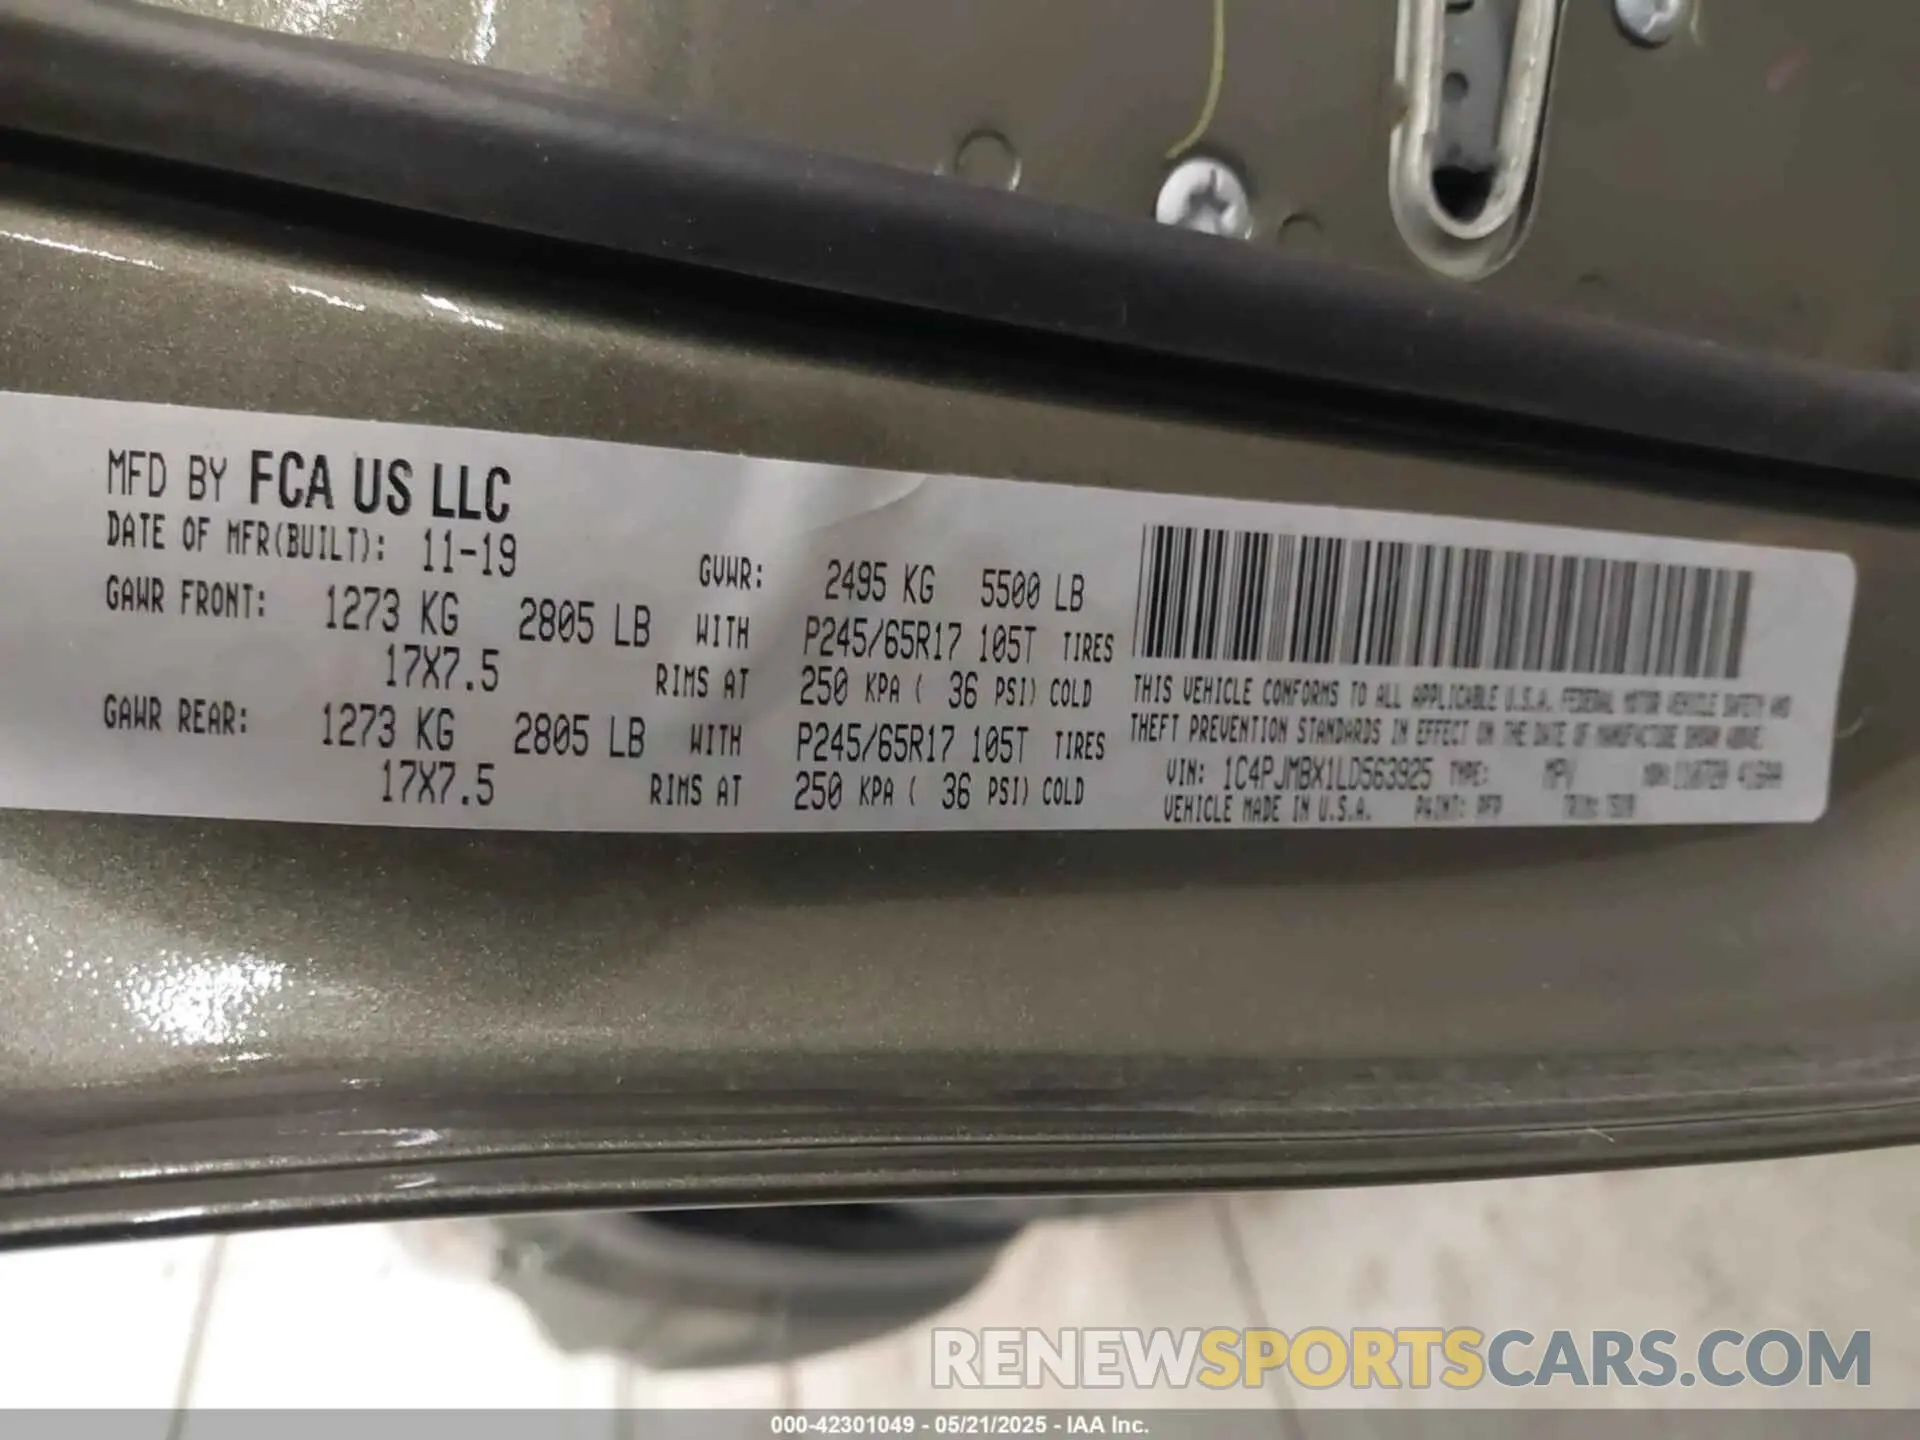 MFD BY FCA US LLC
DATE OF MFR(BUILT): 11-19
GVWR: 2495 KG 5500 LB
GAWR FRONT: 1273 KG 2805 LB WITH P245/65R17 105T TIRES
17X7.5 RIMS AT 250 KPA ( 36 PSI) COLD
GAWR REAR: 1273 KG 2805 LB WITH P245/65R17 105T TIRES
17X7.5 RIMS AT 250 KPA ( 36 PSI) COLD
THIS VEHICLE CONFORMS TO ALL APPLICABLE U.S.A. FEDERAL MOTOR VEHICLE SAFETY AND
THEFT PREVENTION STANDARDS IN EFFECT ON THE DATE OF MANUFACTURE SHOWN ABOVE.
VIN: 1C4PJMBX1LD563925 TYPE: MPV MDH:
VEHICLE MADE IN U.S.A. PAINT: PFP TRIM:
RENEWSPORTSCARS.COM
000-42301049 - 05/21/2025 - IAA Inc.